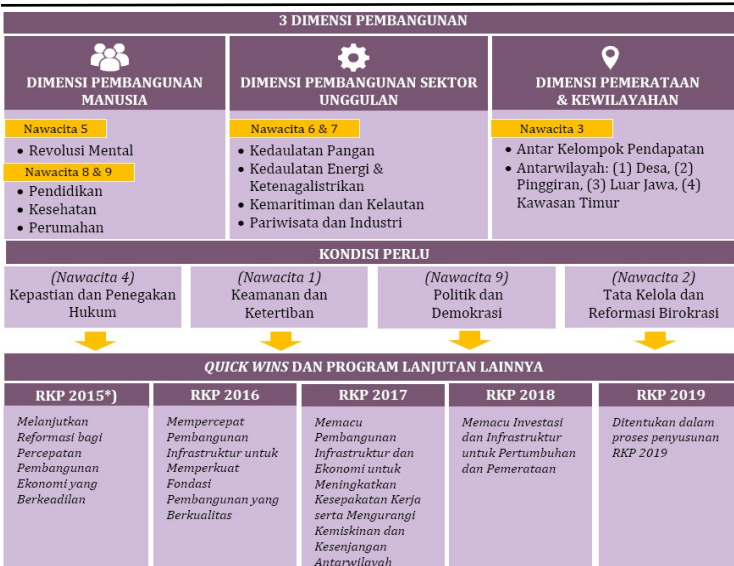 3 DIMENSI PEMBANGUNAN
DIMENSI PEMBANGUNAN
MANUSIA
Nawacita 5
• Revolusi Mental
Nawacita 8 & 9
• Pendidikan
• Kesehatan
• Perumahan
DIMENSI PEMBANGUNAN SEKTOR
UNGGULAN
Nawacita 6 & 7
• Kedaulatan Pangan
• Kedaulatan Energi &
Ketenagalistrikan
• Kemaritiman dan Kelautan
• Pariwisata dan Industri
DIMENSI PEMERATAAN
& KEWILAYAHAN
Nawacita 3
• Antar Kelompok Pendapatan
• Antarwilayah: (1) Desa, (2)
Pinggiran, (3) Luar Jawa, (4)
Kawasan Timur
KONDISI PERLU
(Nawacita 4)
Kepastian dan Penegakan
Hukum
(Nawacita 1)
Keamanan dan
Ketertiban
(Nawacita 9)
Politik dan
Demokrasi
(Nawacita 2)
Tata Kelola dan
Reformasi Birokrasi
QUICK WINS DAN PROGRAM LANJUTAN LAINNYA
RKP 2015*)
Melanjutkan
Reformasi bagi
Percepatan
Pembangunan
Ekonomi yang
Berkeadilan
RKP 2016
Mempercepat
Pembangunan
Infrastruktur untuk
Memperkuat
Fondasi
Pembangunan yang
Berkualitas
RKP 2017
Memacu
Pembangunan
Infrastruktur dan
Ekonomi untuk
Meningkatkan
Kesepakatan Kerja
serta Mengurangi
Kemiskinan dan
Kesenjangan
Antarwilayah
RKP 2018
Memacu Investasi
dan Infrastruktur
untuk Pertumbuhan
dan Pemerataan
RKP 2019
Ditentukan dalam
proses penyusunan
RKP 2019